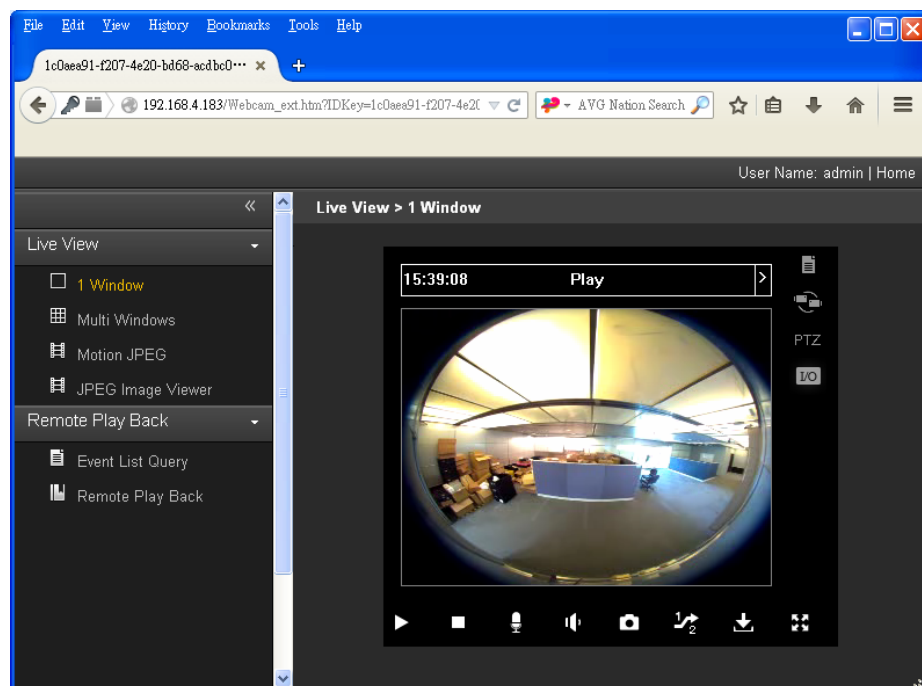 File Edit View History Bookmarks Tools Help
1c0aea91-f207-4e20-bd68-acdbc0···
192.168.4.183/Webcam_ext.htm?IDKey=1c0aea91-f207-4e2(
AVG Nation Search
User Name: admin | Home
Live View > 1 Window
Live View
1 Window
Multi Windows
Motion JPEG
JPEG Image Viewer
Remote Play Back
Event List Query
Remote Play Back
15:39:08 Play >
PTZ
I/O
1 2